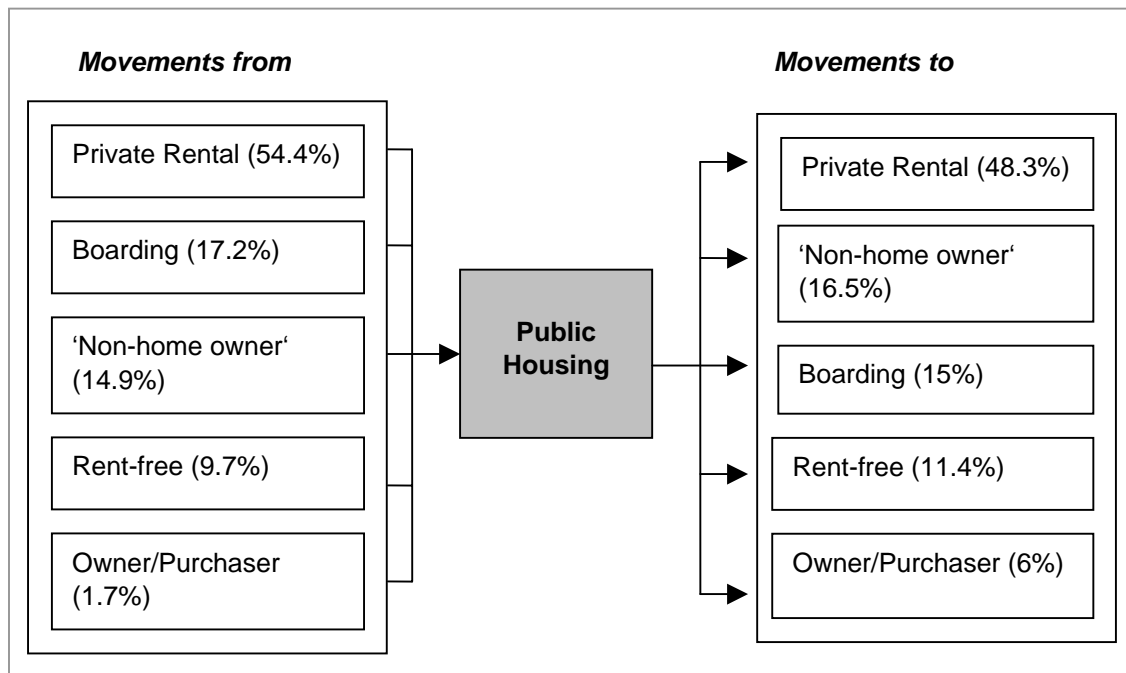 Movements from
Private Rental (54.4%)
Boarding (17.2%)
‘Non-home owner‘
(14.9%)
Rent-free (9.7%)
Owner/Purchaser
(1.7%)
Public
Housing
Movements to
Private Rental (48.3%)
‘Non-home owner‘
(16.5%)
Boarding (15%)
Rent-free (11.4%)
Owner/Purchaser (6%)